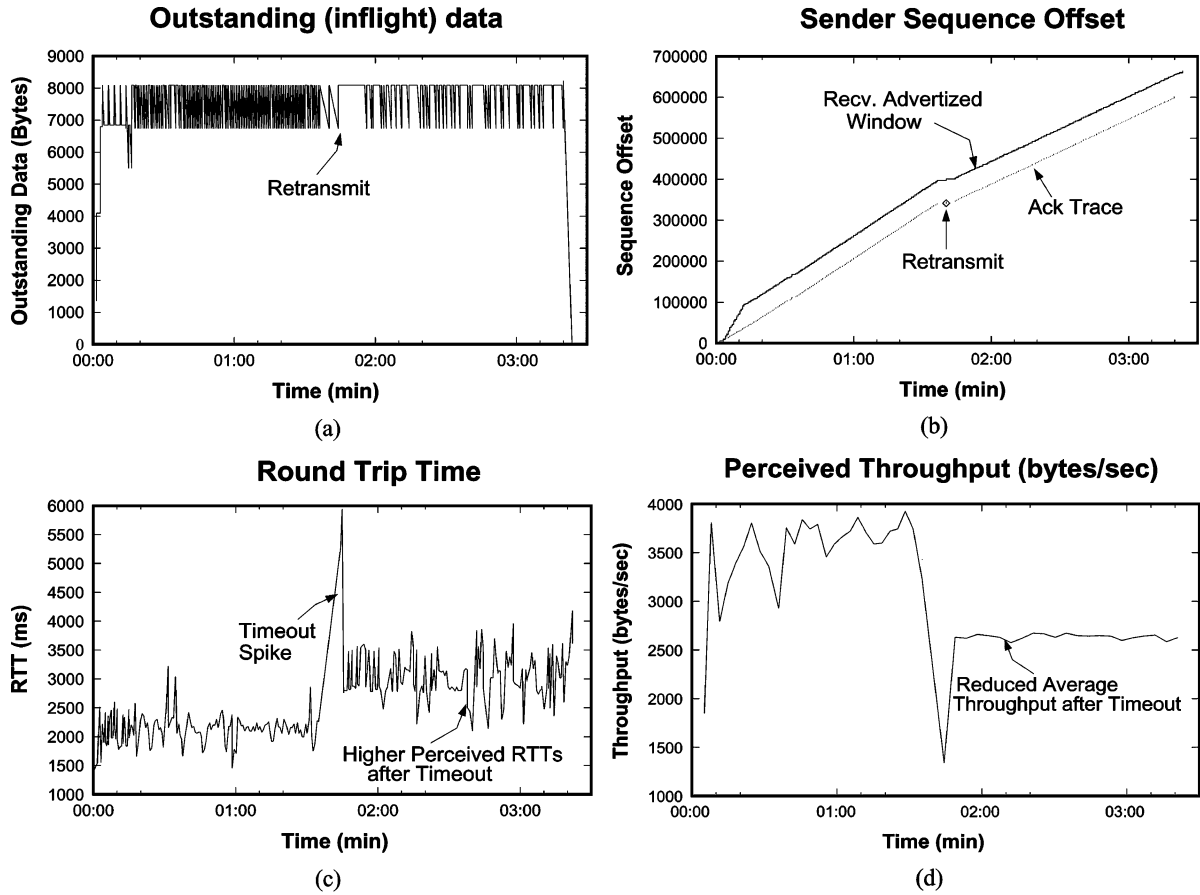 Outstanding (inflight) data
Outstanding Data (Bytes)
9000
8000
7000
6000
5000
4000
3000
2000
1000
0
Retransmit
00:00 01:00 02:00 03:00
Time (min)
(a)
Sender Sequence Offset
Sequence Offset
700000
600000
500000
400000
300000
200000
100000
0
Recv. Advertized
Window
Ack Trace
Retransmit
00:00 01:00 02:00 03:00
Time (min)
(b)
Round Trip Time
RTT (ms)
6000
5500
5000
4500
4000
3500
3000
2500
2000
1500
1000
Timeout
Spike
Higher Perceived RTTs
after Timeout
00:00 01:00 02:00 03:00
Time (min)
(c)
Perceived Throughput (bytes/sec)
Throughput (bytes/sec)
4000
3500
3000
2500
2000
1500
1000
Reduced Average
Throughput after Timeout
00:00 01:00 02:00 03:00
Time (min)
(d)